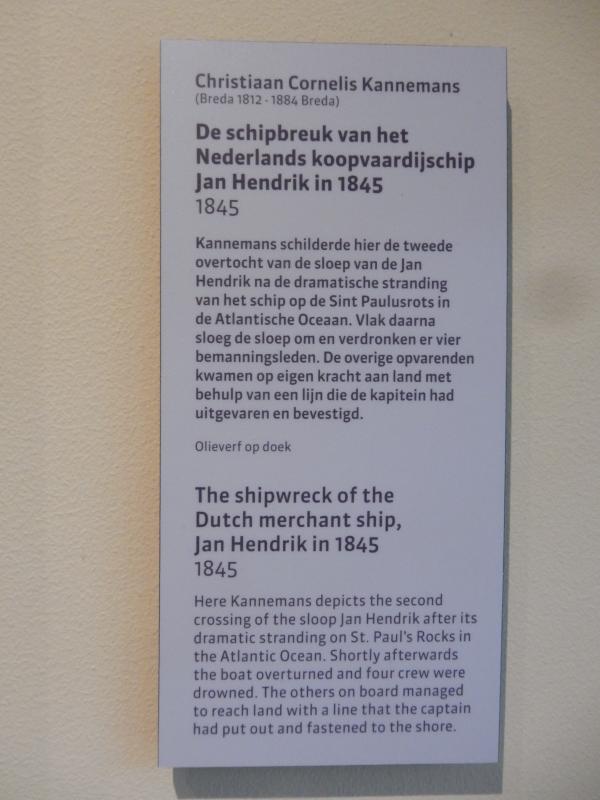 Christiaan Cornelis Kannemans
(Breda 1812 - 1884 Breda)
De schipbreuk van het
Nederlands koopvaardijschip
Jan Hendrik in 1845
1845
Kannemans schilderde hier de tweede
overtocht van de sloep van de Jan
Hendrik na de dramatische stranding
van het schip op de Sint Paulusrots in
de Atlantische Oceaan. Vlak daarna
sloeg de sloep om en verdronken er vier
bemanningsleden. De overige opvarenden
kwamen op eigen kracht aan land met
behulp van een lijn die de kapitein had
uitgevaren en bevestigd.
Olieverf op doek
The shipwreck of the
Dutch merchant ship,
Jan Hendrik in 1845
1845
Here Kannemans depicts the second
crossing of the sloop Jan Hendrik after its
dramatic stranding on St. Paul's Rocks in
the Atlantic Ocean. Shortly afterwards
the boat overturned and four crew were
drowned. The others on board managed
to reach land with a line that the captain
had put out and fastened to the shore.